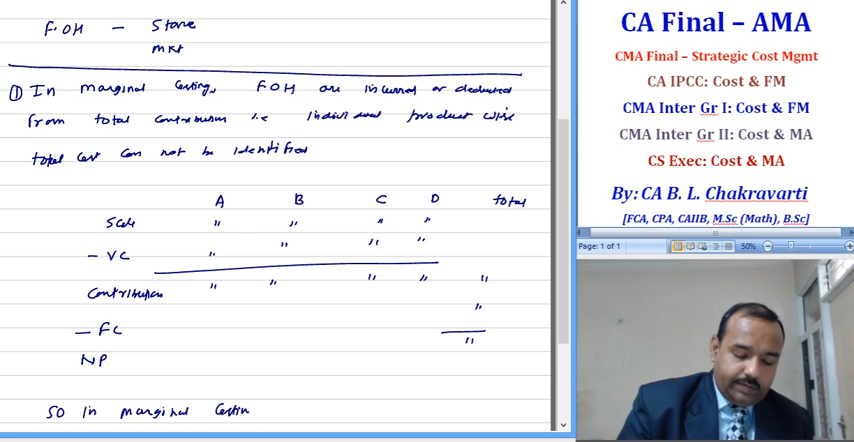 F.OH — Store
mkt
① In marginal Costing, FOH are incurred or deducted
from total contribution i.e individual product wise
total cost can not be identified
A B C D total
Sale " " " "
— VC " " " "
Contribution " " " " "
— FC "
NP "
So in marginal Costin
CA Final – AMA
CMA Final – Strategic Cost Mgmt
CA IPCC: Cost & FM
CMA Inter Gr I: Cost & FM
CMA Inter Gr II: Cost & MA
CS Exec: Cost & MA
By: CA B. L. Chakravarti
[FCA, CPA, CAIIB, M.Sc (Math), B.Sc]
Page: 1 of 1 50%